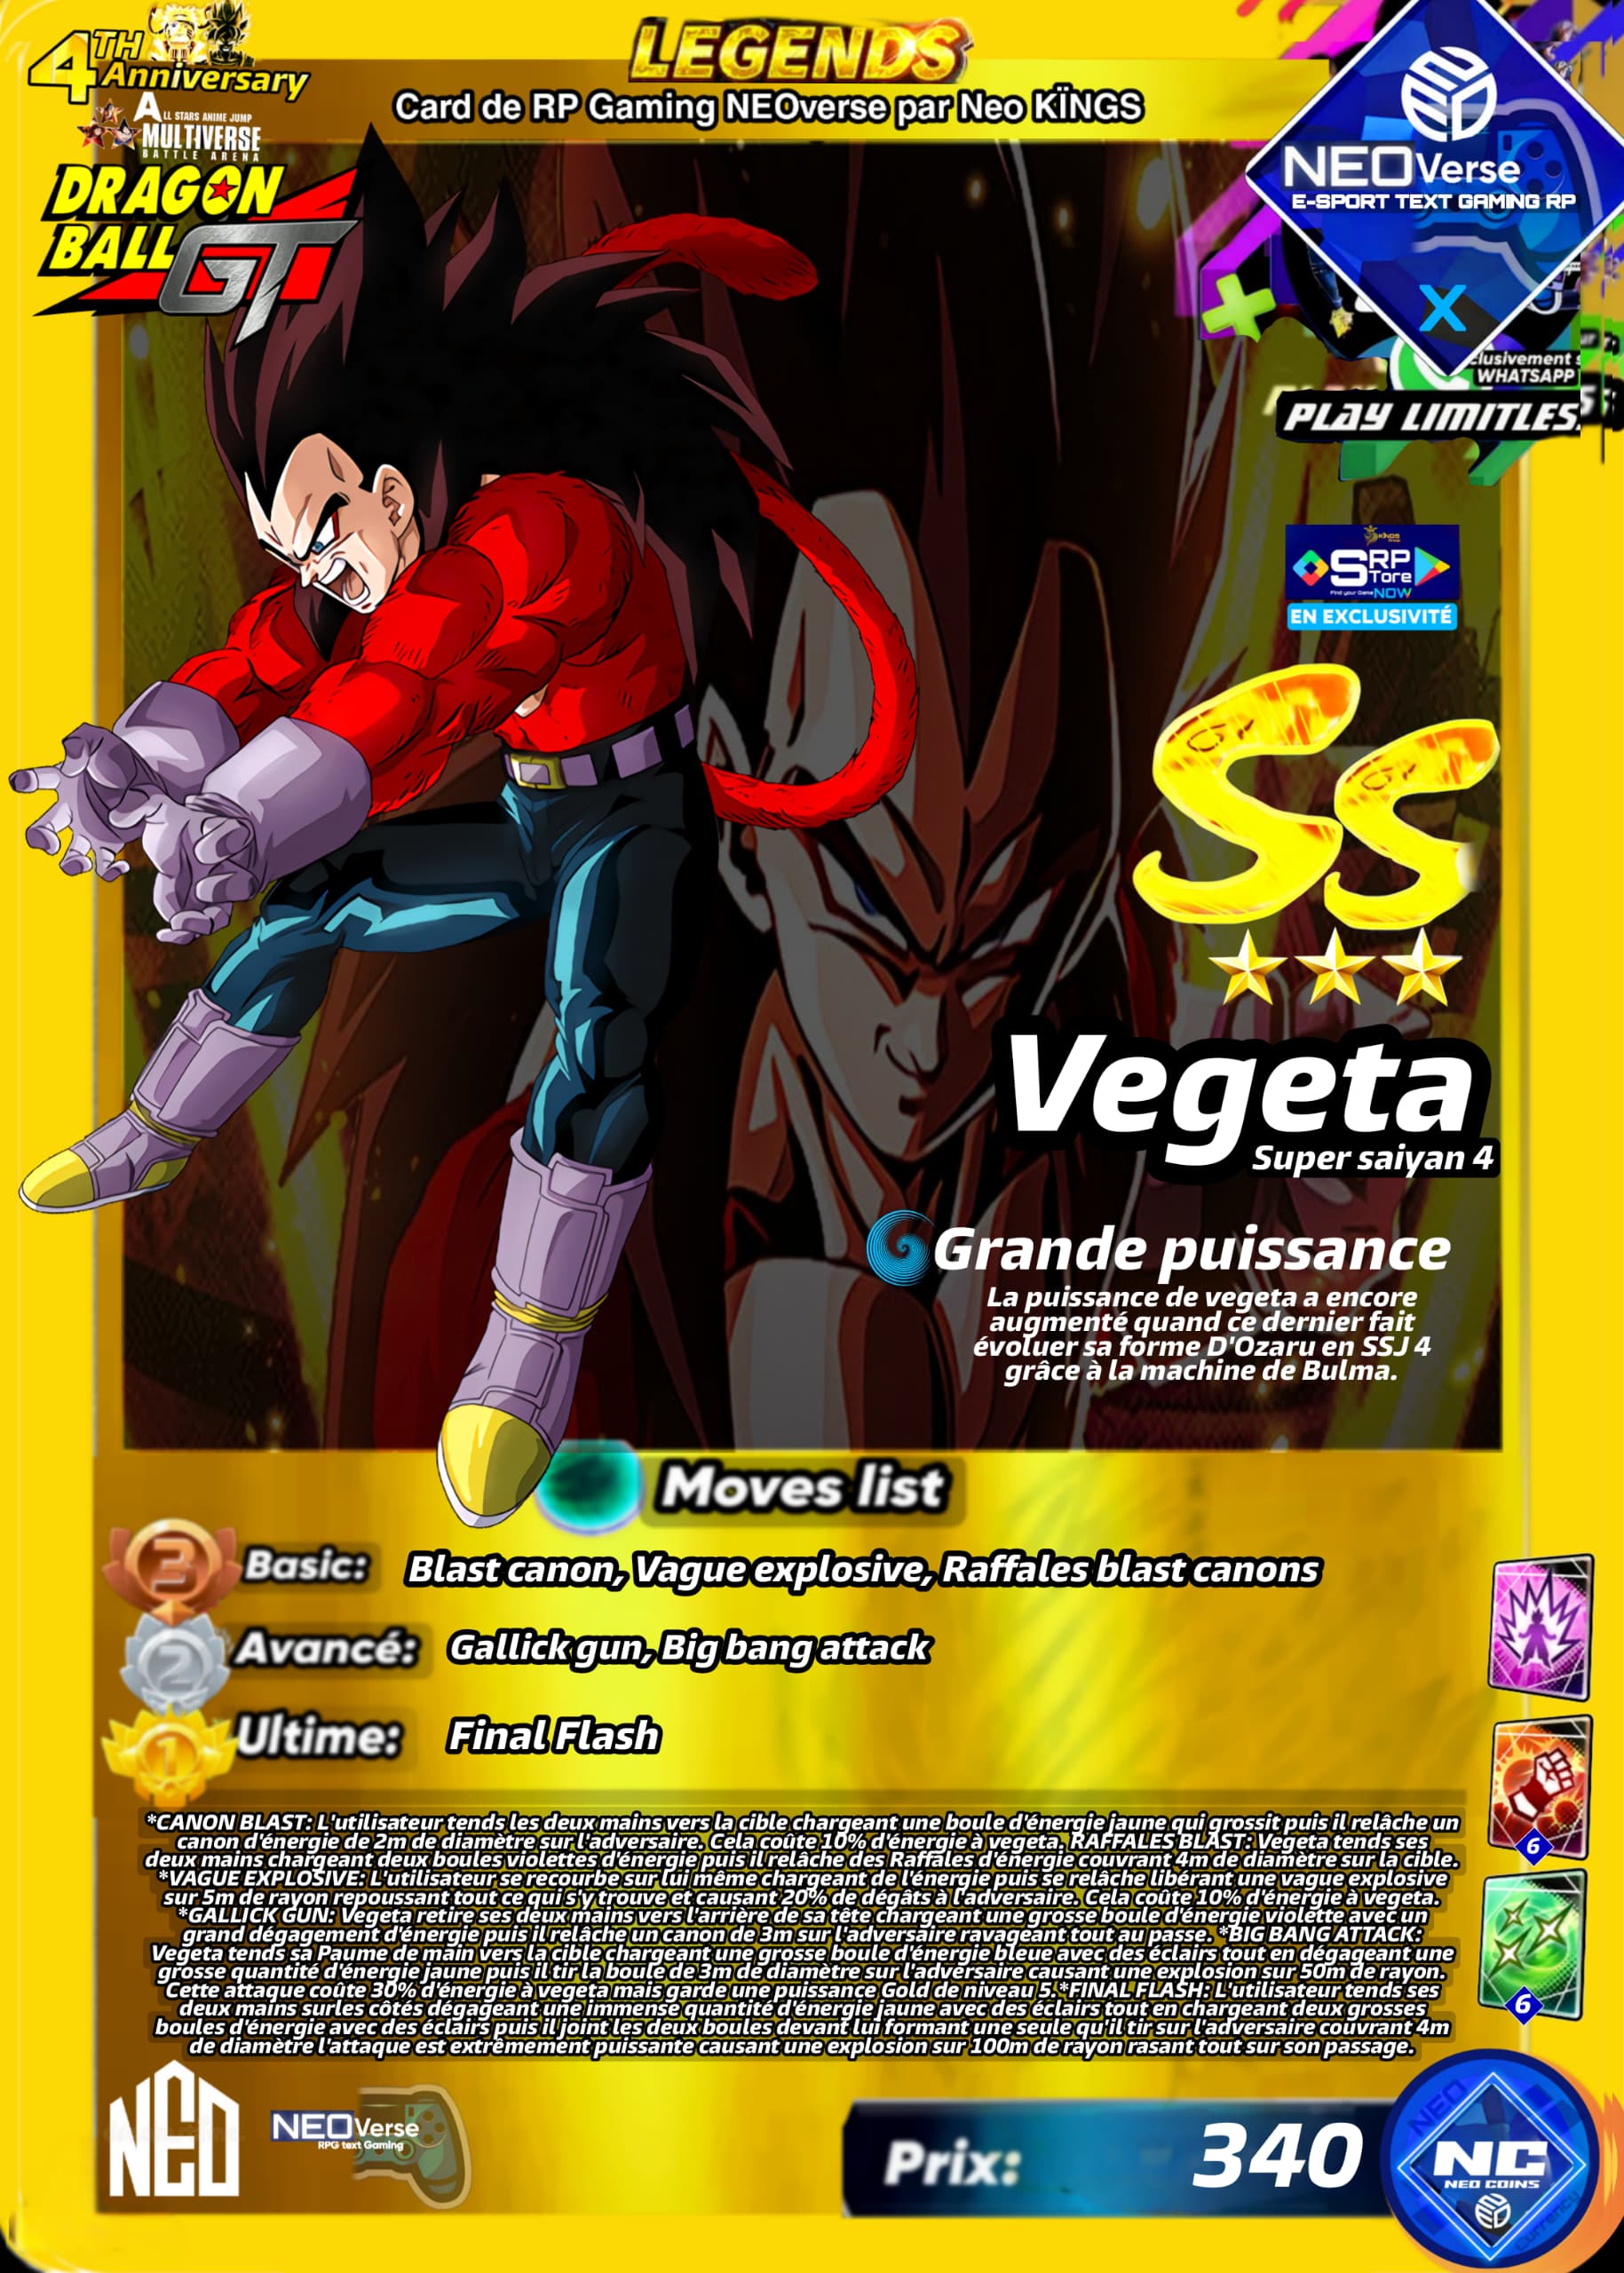 4TH
Anniversary
ALL STARS ANIME JUMP
MULTIVERSE
BATTLE ARENA
DRAGON
BALL
GT
LEGENDS
Card de RP Gaming NEOverse par Neo KÏNGS
NEOVerse
E-SPORT TEXT GAMING RP
X
clusivement
WHATSAPP
PLAY LIMITLES
KINGS
SRP
Tore
Find your Game NOW
EN EXCLUSIVITÉ
Ss
Vegeta
Super saiyan 4
Grande puissance
La puissance de vegeta a encore
augmenté quand ce dernier fait
évoluer sa forme D'Ozaru en SSJ 4
grâce à la machine de Bulma.
Moves list
3 Basic: Blast canon, Vague explosive, Raffales blast canons
2 Avancé: Gallick gun, Big bang attack
1 Ultime: Final Flash
6
6
*CANON BLAST: L'utilisateur tends les deux mains vers la cible chargeant une boule d'énergie jaune qui grossit puis il relâche un
canon d'énergie de 2m de diamètre sur l'adversaire. Cela coûte 10% d'énergie à vegeta. RAFFALES BLAST: Vegeta tends ses
deux mains chargeant deux boules violettes d'énergie puis il relâche des Raffales d'énergie couvrant 4m de diamètre sur la cible.
*VAGUE EXPLOSIVE: L'utilisateur se recourbe sur lui même chargeant de l'énergie puis se relâche libérant une vague explosive
sur 5m de rayon repoussant tout ce qui s'y trouve et causant 20% de dégâts à l'adversaire. Cela coûte 10% d'énergie à vegeta.
*GALLICK GUN: Vegeta retire ses deux mains vers l'arrière de sa tête chargeant une grosse boule d'énergie violette avec un
grand dégagement d'énergie puis il relâche un canon de 3m sur l'adversaire ravageant tout au passe. *BIG BANG ATTACK:
Vegeta tends sa Paume de main vers la cible chargeant une grosse boule d'énergie bleue avec des éclairs tout en dégageant une
grosse quantité d'énergie jaune puis il tir la boule de 3m de diamètre sur l'adversaire causant une explosion sur 50m de rayon.
Cette attaque coûte 30% d'énergie à vegeta mais garde une puissance Gold de niveau 5.*FINAL FLASH: L'utilisateur tends ses
deux mains surles côtés dégageant une immense quantité d'énergie jaune avec des éclairs tout en chargeant deux grosses
boules d'énergie avec des éclairs puis il joint les deux boules devant lui formant une seule qu'il tir sur l'adversaire couvrant 4m
de diamètre l'attaque est extrêmement puissante causant une explosion sur 100m de rayon rasant tout sur son passage.
NEO
NEOVerse
RPG text Gaming
Prix: 340
NC
NEO COINS